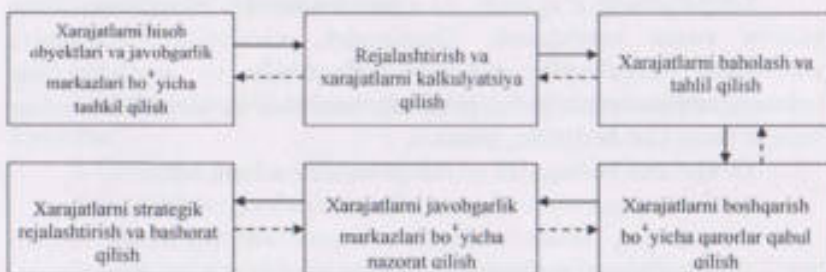 Xarajatlarni hisob
obyektlari va javobgarlik
markazlari bo‘yicha
tashkil qilish
Rejalashtirish va
xarajatlarni kalkulyatsiya
qilish
Xarajatlarni baholash va
tahlil qilish
Xarajatlarni strategik
rejalashtirish va bashorat
qilish
Xarajatlarni javobgarlik
markazlari bo‘yicha
nazorat qilish
Xarajatlarni boshqarish
bo‘yicha qarorlar qabul
qilish